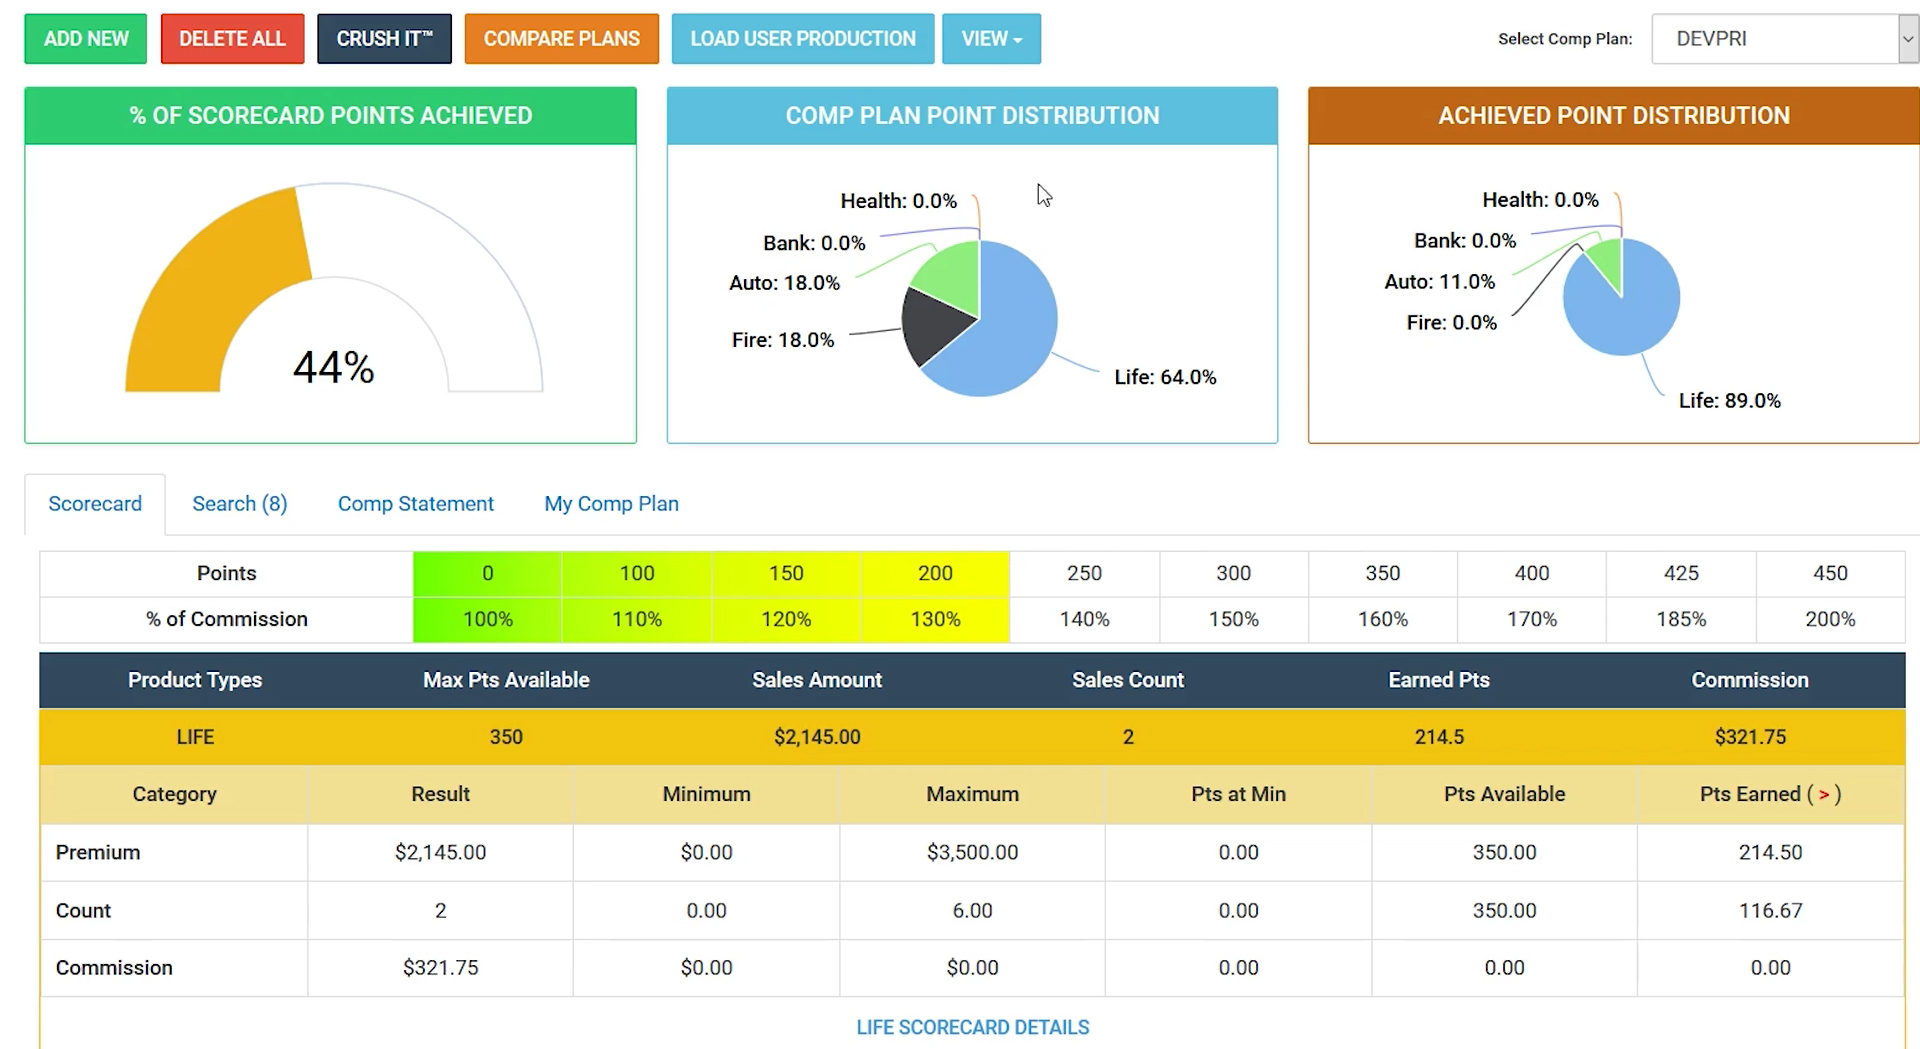 ADD NEW DELETE ALL CRUSH IT™ COMPARE PLANS LOAD USER PRODUCTION VIEW Select Comp Plan: DEVPRI
% OF SCORECARD POINTS ACHIEVED
44%
COMP PLAN POINT DISTRIBUTION
Health: 0.0%
Bank: 0.0%
Auto: 18.0%
Fire: 18.0%
Life: 64.0%
ACHIEVED POINT DISTRIBUTION
Health: 0.0%
Bank: 0.0%
Auto: 11.0%
Fire: 0.0%
Life: 89.0%
Scorecard Search (8) Comp Statement My Comp Plan
Points 0 100 150 200 250 300 350 400 425 450
% of Commission 100% 110% 120% 130% 140% 150% 160% 170% 185% 200%
Product Types Max Pts Available Sales Amount Sales Count Earned Pts Commission
LIFE 350 $2,145.00 2 214.5 $321.75
Category Result Minimum Maximum Pts at Min Pts Available Pts Earned ( > )
Premium $2,145.00 $0.00 $3,500.00 0.00 350.00 214.50
Count 2 0.00 6.00 0.00 350.00 116.67
Commission $321.75 $0.00 $0.00 0.00 0.00 0.00
LIFE SCORECARD DETAILS